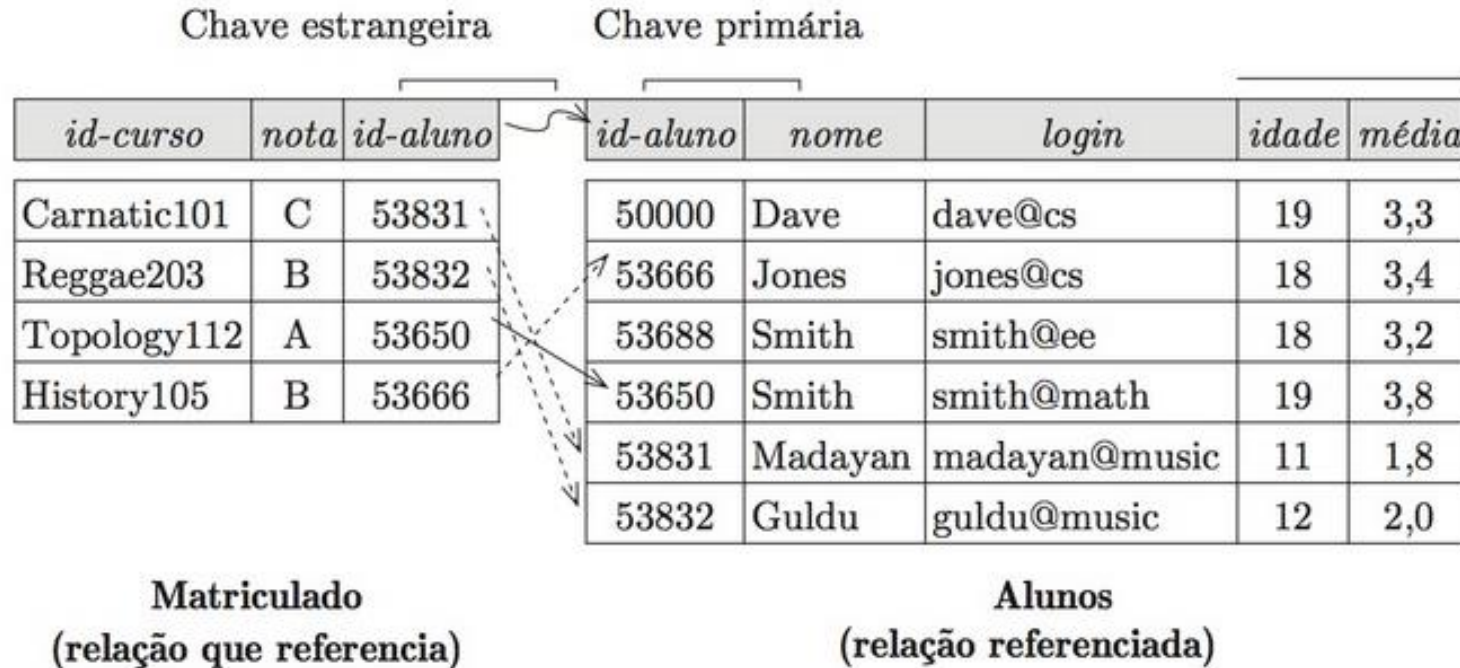 Chave estrangeira Chave primária
id-curso nota id-aluno id-aluno nome login idade média
Carnatic101 C 53831 50000 Dave dave@cs 19 3,3
Reggae203 B 53832 53666 Jones jones@cs 18 3,4
Topology112 A 53650 53688 Smith smith@ee 18 3,2
History105 B 53666 53650 Smith smith@math 19 3,8
53831 Madayan madayan@music 11 1,8
53832 Guldu guldu@music 12 2,0
Matriculado Alunos
(relação que referencia) (relação referenciada)